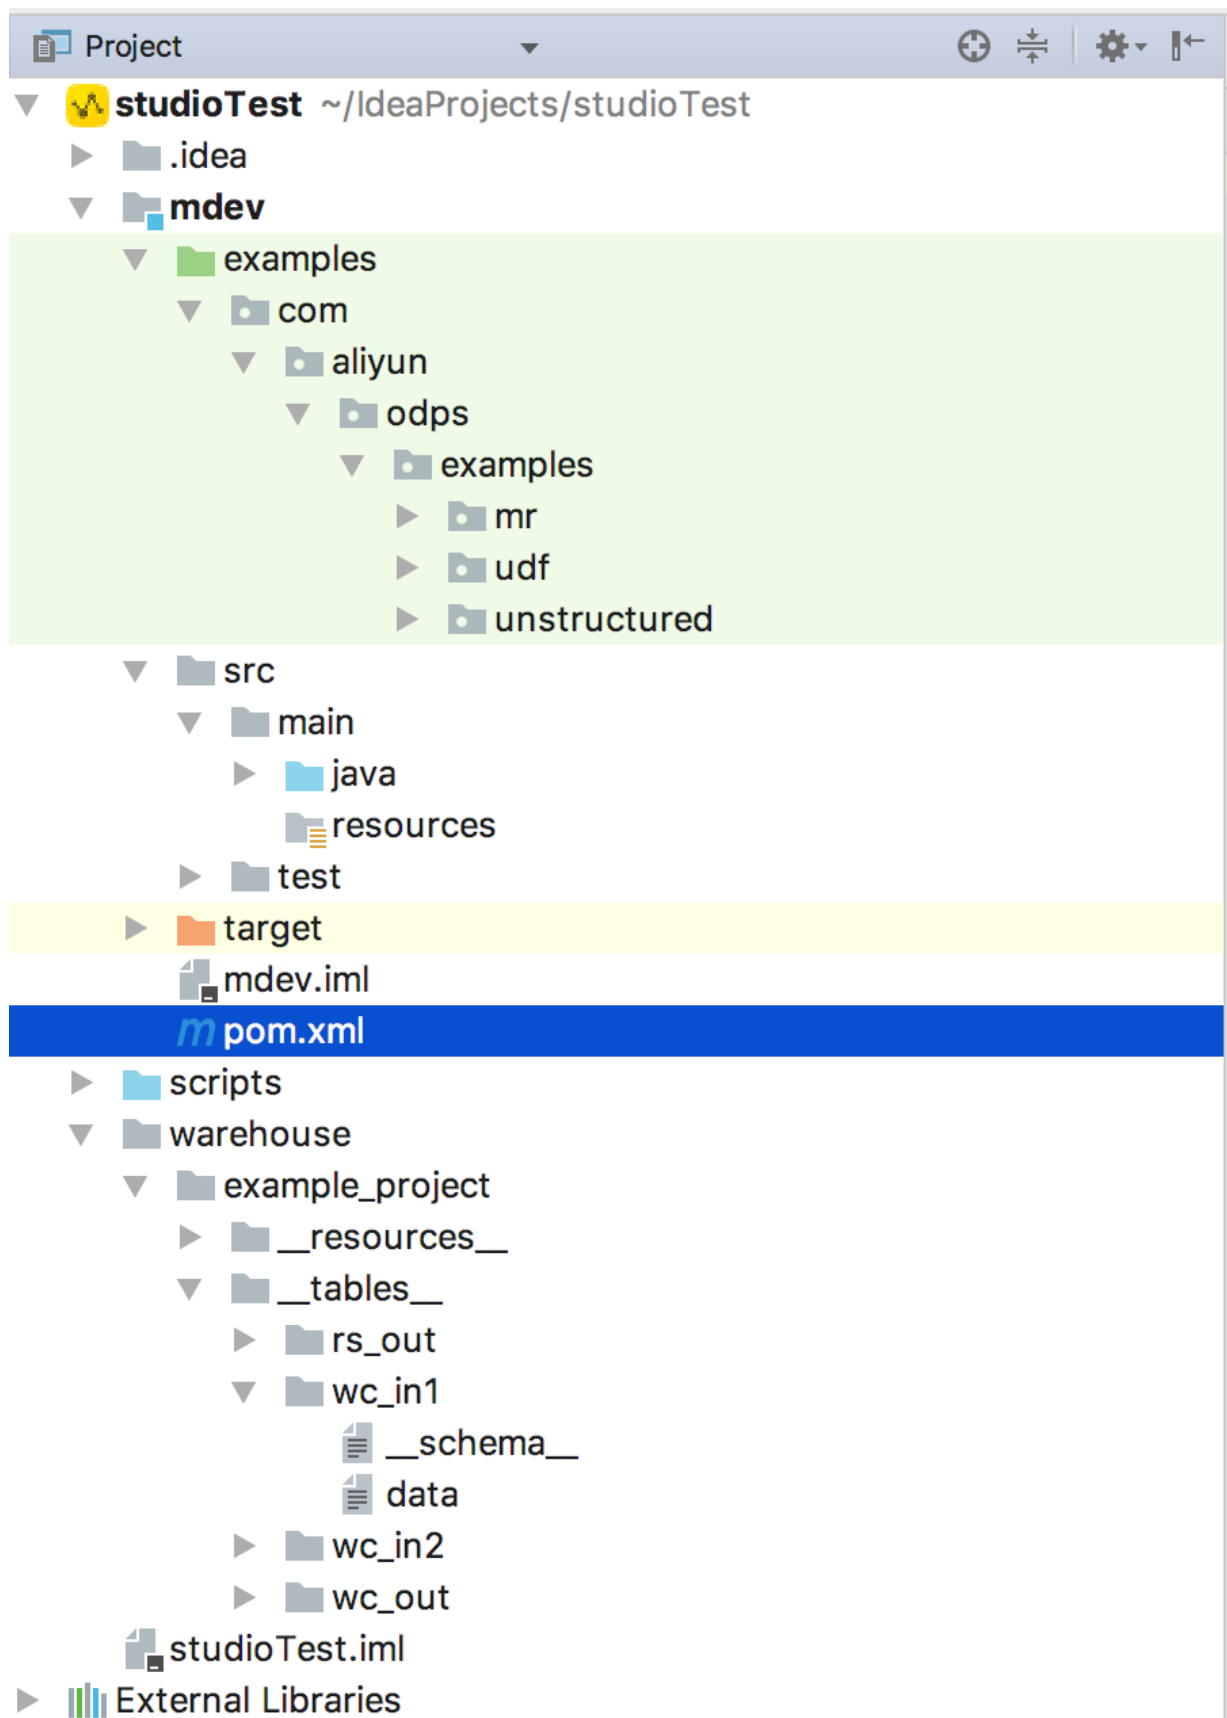 Project
studioTest ~/IdeaProjects/studioTest
.idea
mdev
examples
com
aliyun
odps
examples
mr
udf
unstructured
src
main
java
resources
test
target
mdev.iml
pom.xml
scripts
warehouse
example_project
__resources__
__tables__
rs_out
wc_in1
__schema__
data
wc_in2
wc_out
studioTest.iml
External Libraries